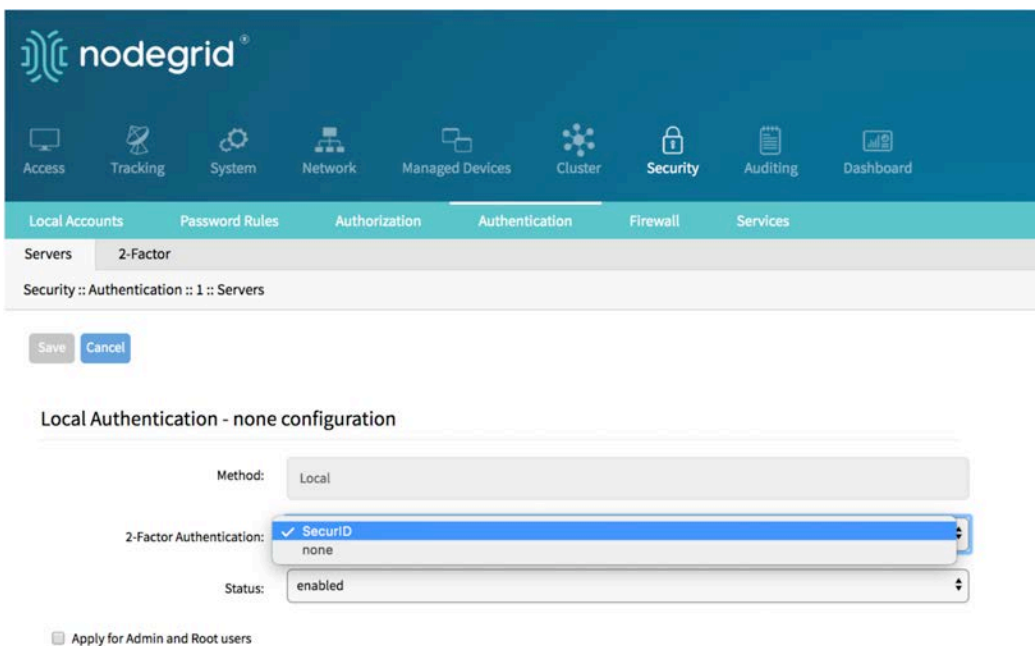 nodegrid®
Access Tracking System Network Managed Devices Cluster Security Auditing Dashboard
Local Accounts Password Rules Authorization Authentication Firewall Services
Servers 2-Factor
Security :: Authentication :: 1 :: Servers
Save Cancel
Local Authentication - none configuration
Method: Local
2-Factor Authentication: ✓ SecurID
none
Status: enabled
Apply for Admin and Root users